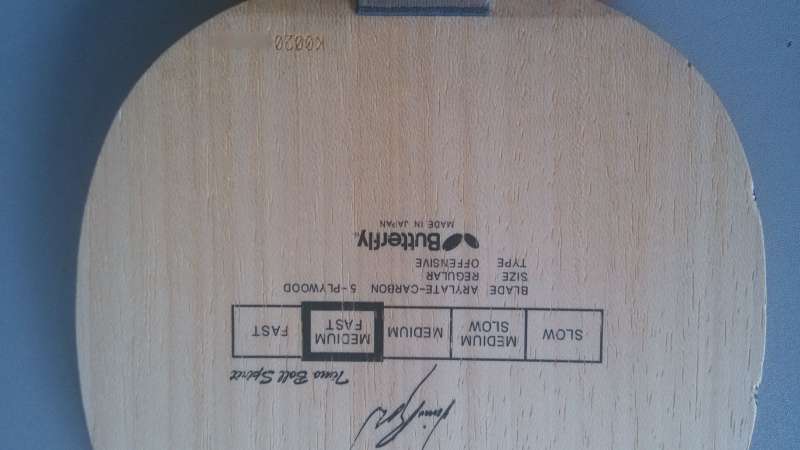 Timo Boll Spirit
SLOW MEDIUM SLOW MEDIUM MEDIUM FAST FAST
BLADE ARYLATE-CARBON 5-PLYWOOD
SIZE REGULAR
TYPE OFFENSIVE
Butterfly
MADE IN JAPAN
K0020